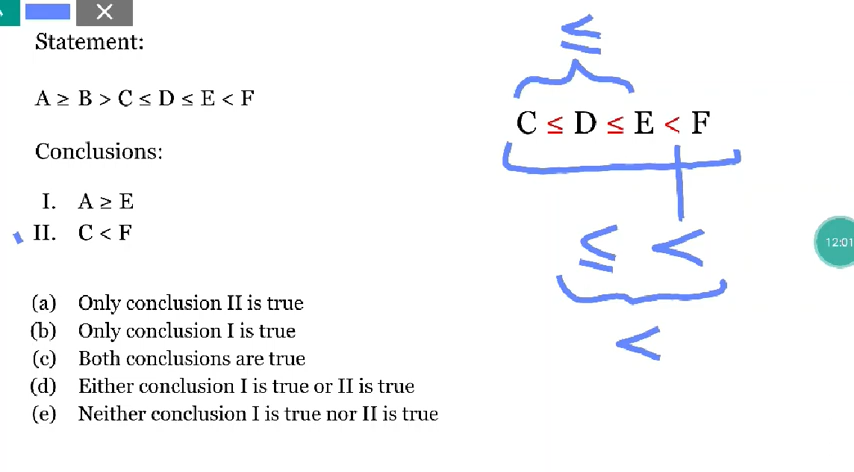 Statement:
A ≥ B > C ≤ D ≤ E < F
Conclusions:
I. A ≥ E
II. C < F
(a) Only conclusion II is true
(b) Only conclusion I is true
(c) Both conclusions are true
(d) Either conclusion I is true or II is true
(e) Neither conclusion I is true nor II is true
≤
C ≤ D ≤ E < F
≤ <
<
12:01